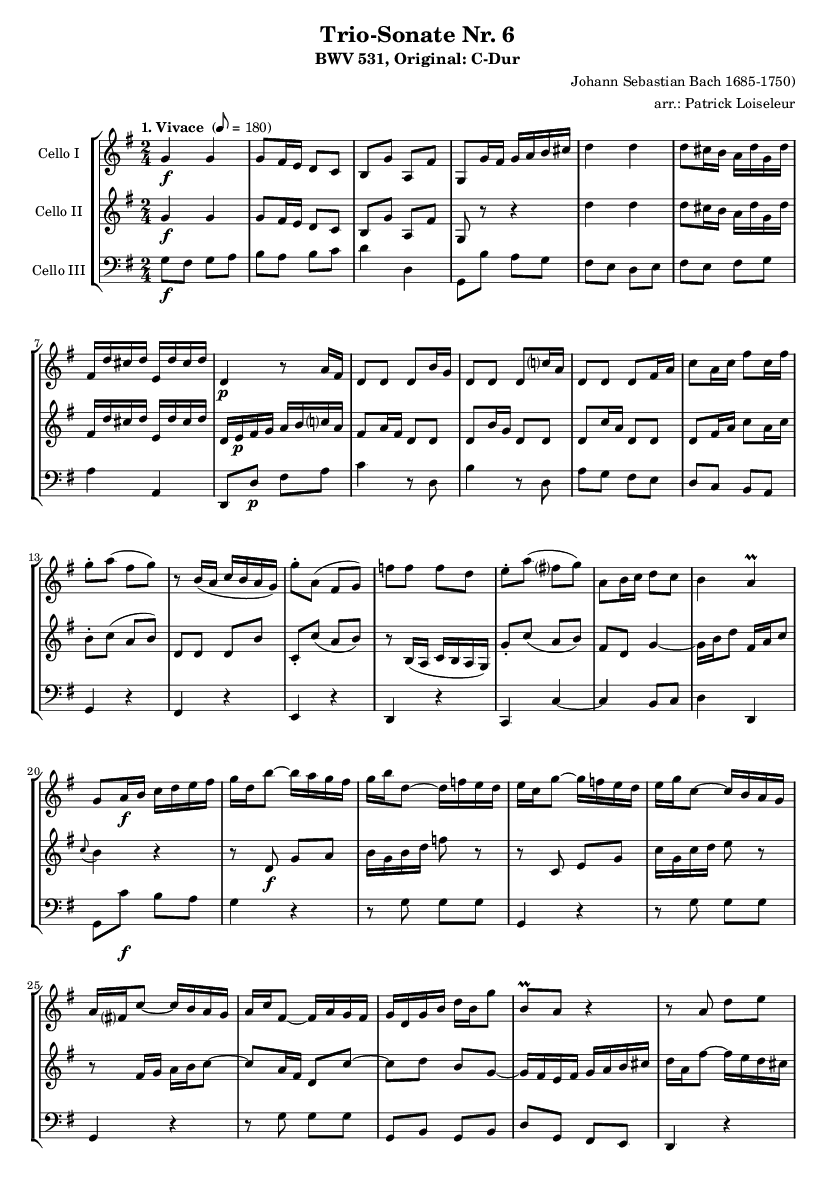 Trio-Sonate Nr. 6
BWV 531, Original: C-Dur
Johann Sebastian Bach 1685-1750)
arr.: Patrick Loiseleur
1. Vivace (♪ = 180)
Cello I
f
Cello II
f
Cello III
f
7
p
p
p
13
20
f
f
f
25